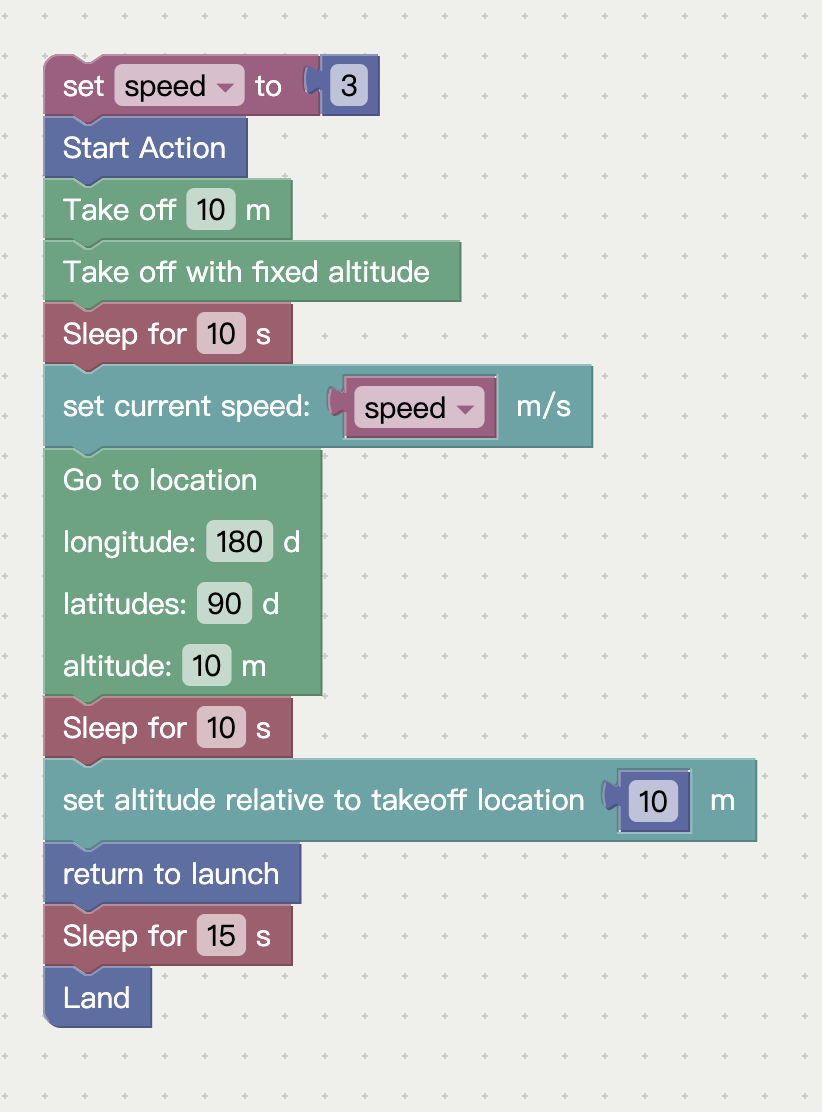 set speed to 3
Start Action
Take off 10 m
Take off with fixed altitude
Sleep for 10 s
set current speed: speed m/s
Go to location
longitude: 180 d
latitudes: 90 d
altitude: 10 m
Sleep for 10 s
set altitude relative to takeoff location 10 m
return to launch
Sleep for 15 s
Land